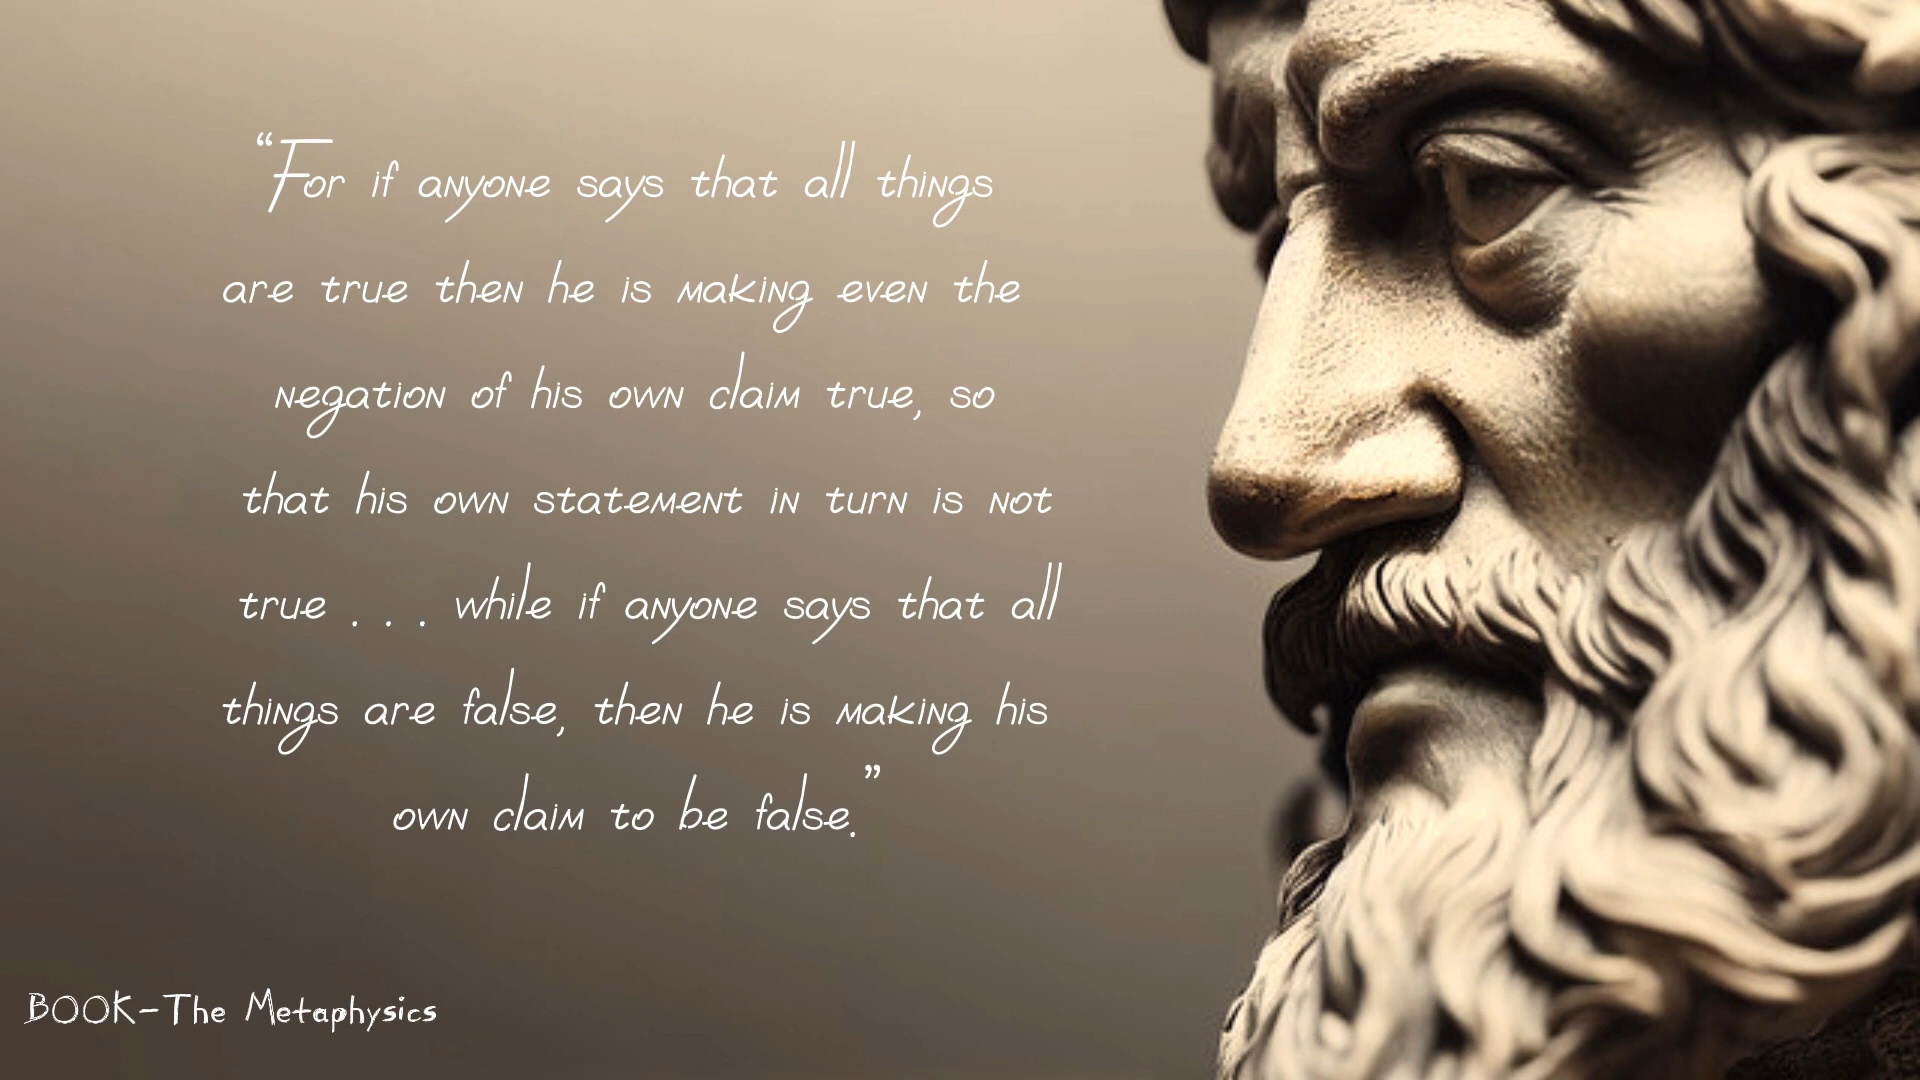 “For if anyone says that all things
are true then he is making even the
negation of his own claim true, so
that his own statement in turn is not
true . . . while if anyone says that all
things are false, then he is making his
own claim to be false.”
BOOK-The Metaphysics